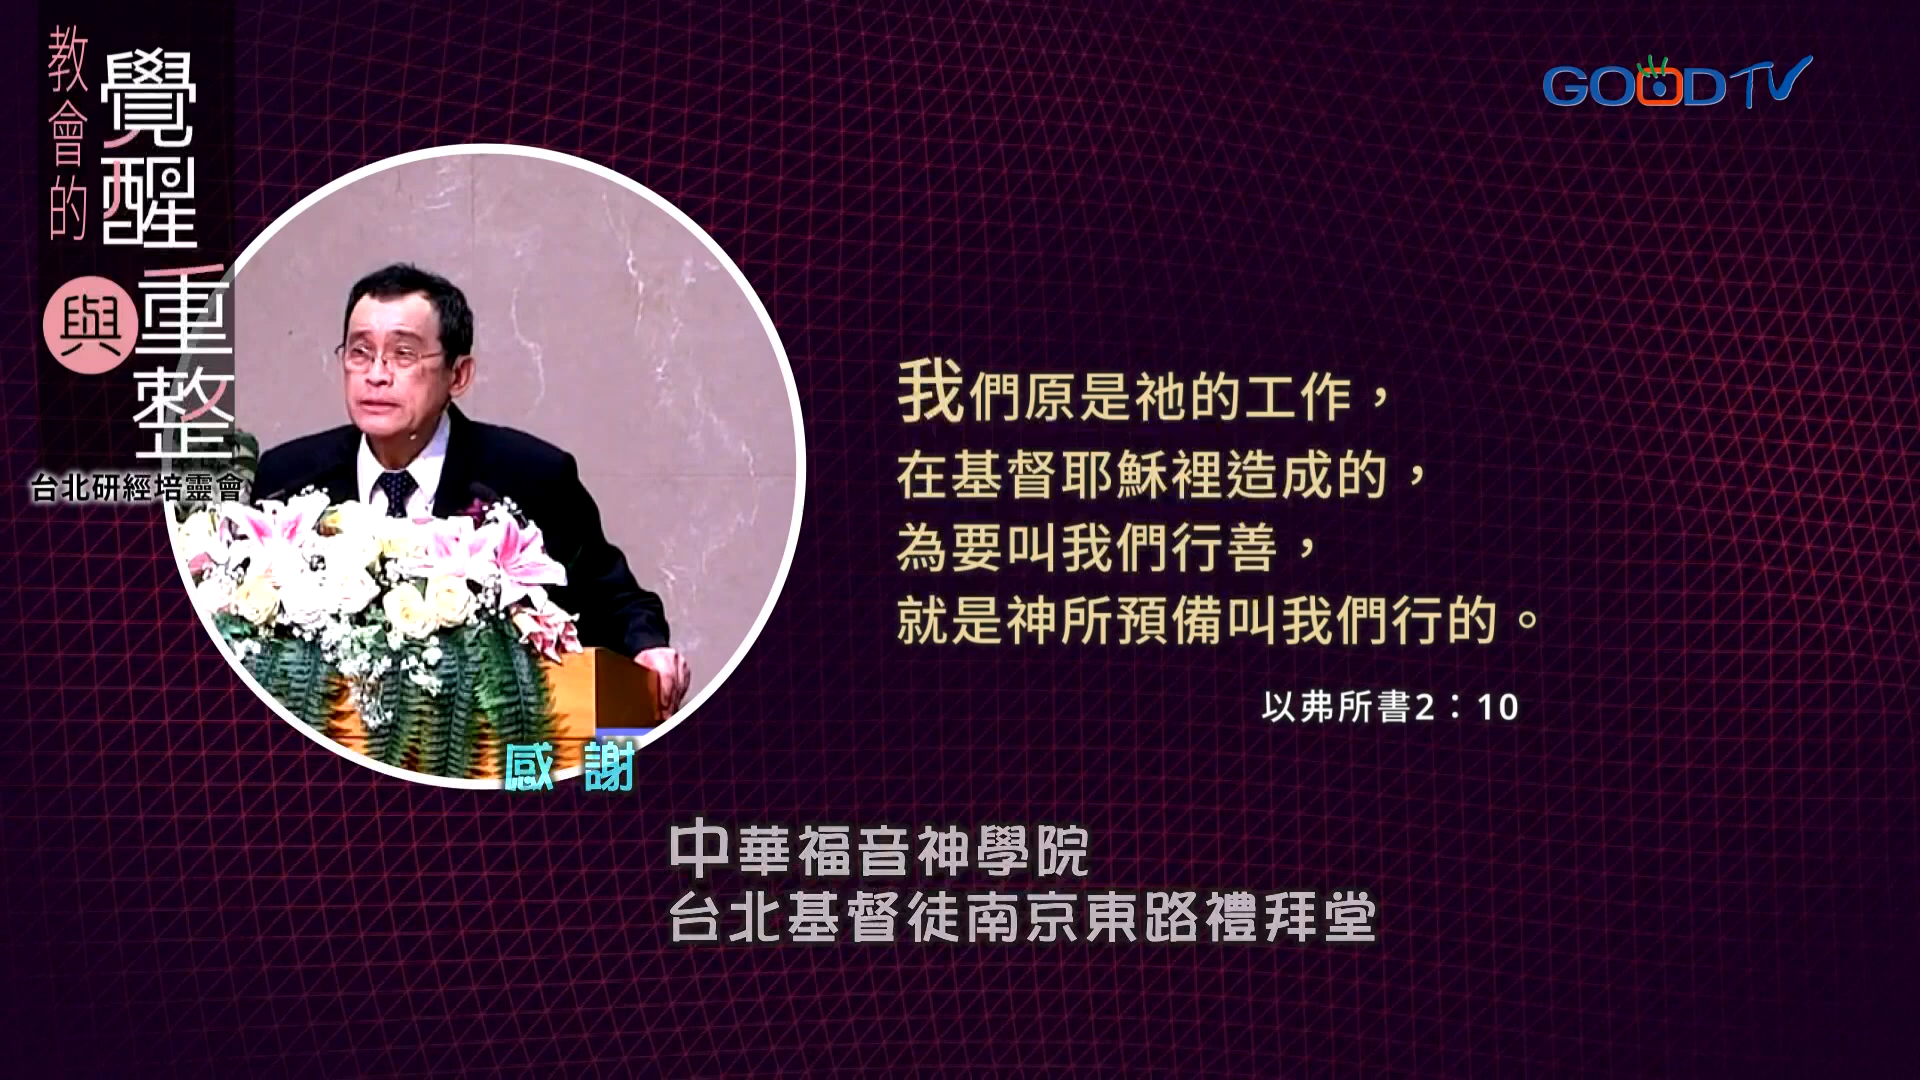 教會的
覺醒
與
重整
台北研經培靈會
GOOD TV
我們原是祂的工作，
在基督耶穌裡造成的，
為要叫我們行善，
就是神所預備叫我們行的。
以弗所書2：10
感謝
中華福音神學院
台北基督徒南京東路禮拜堂